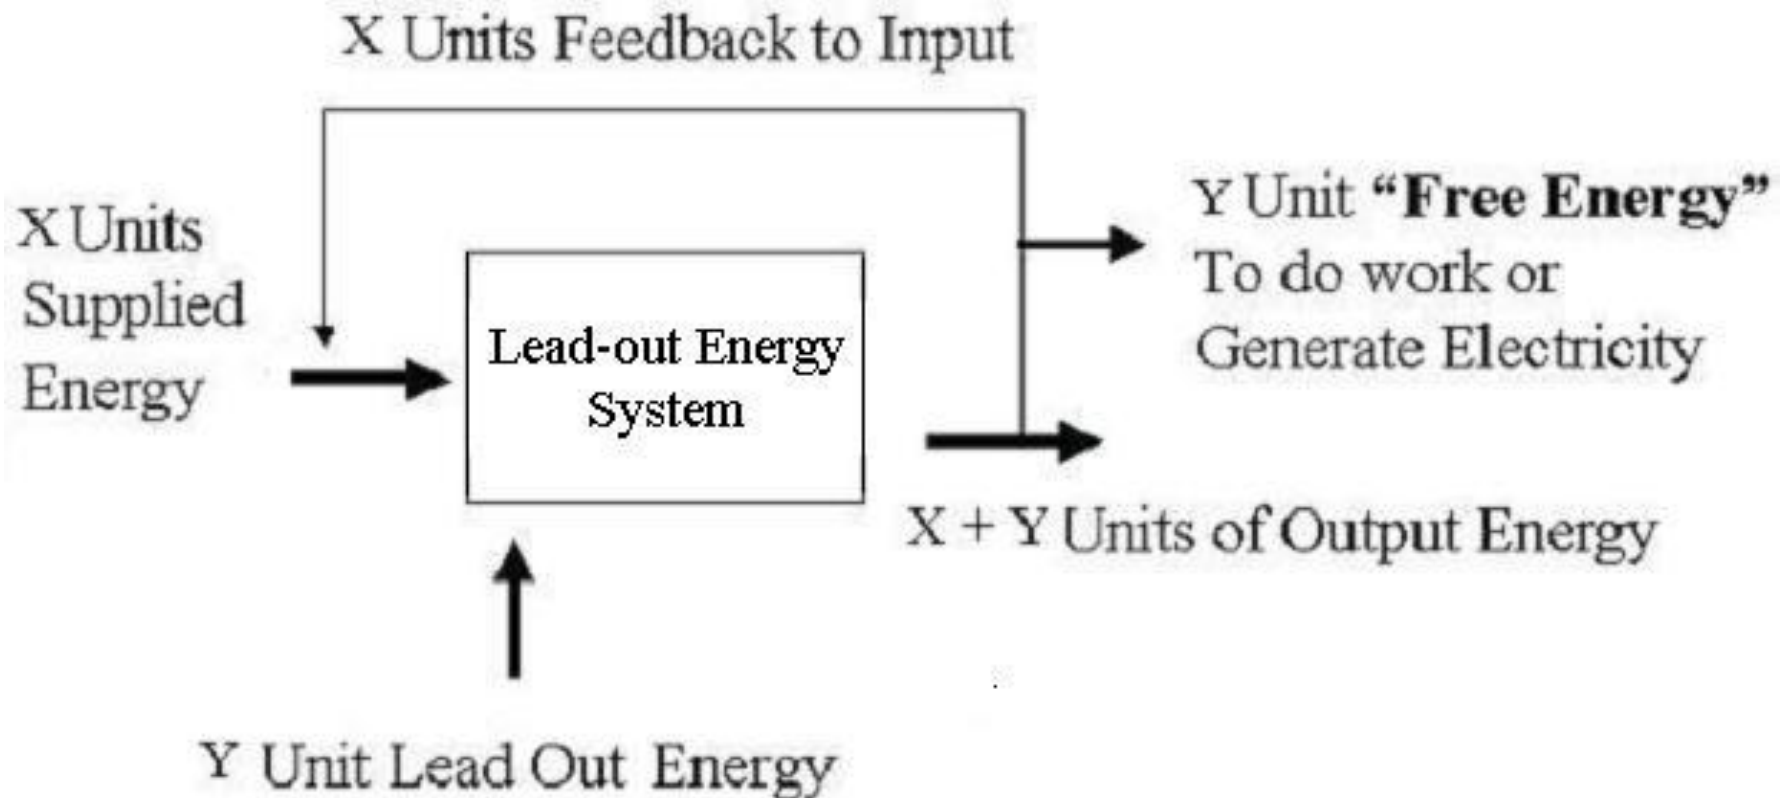 X Units Feedback to Input
X Units
Supplied
Energy
Lead-out Energy
System
Y Unit “Free Energy”
To do work or
Generate Electricity
X + Y Units of Output Energy
Y Unit Lead Out Energy